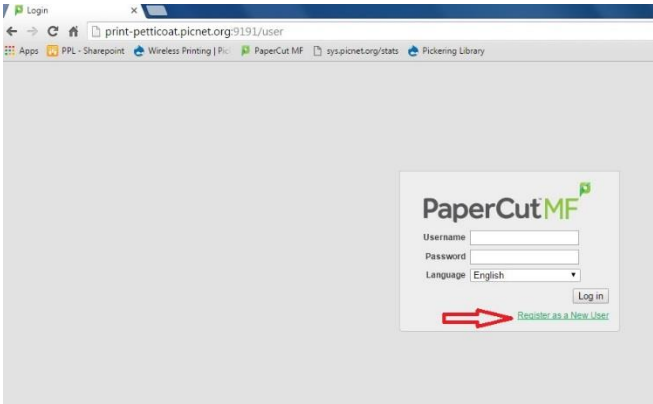 Login
print-petticoat.picnet.org:9191/user
Apps PPL - Sharepoint Wireless Printing | Pic PaperCut MF sys.picnet.org/stats Pickering Library
PaperCut MF
Username
Password
Language English
Log in
Register as a New User